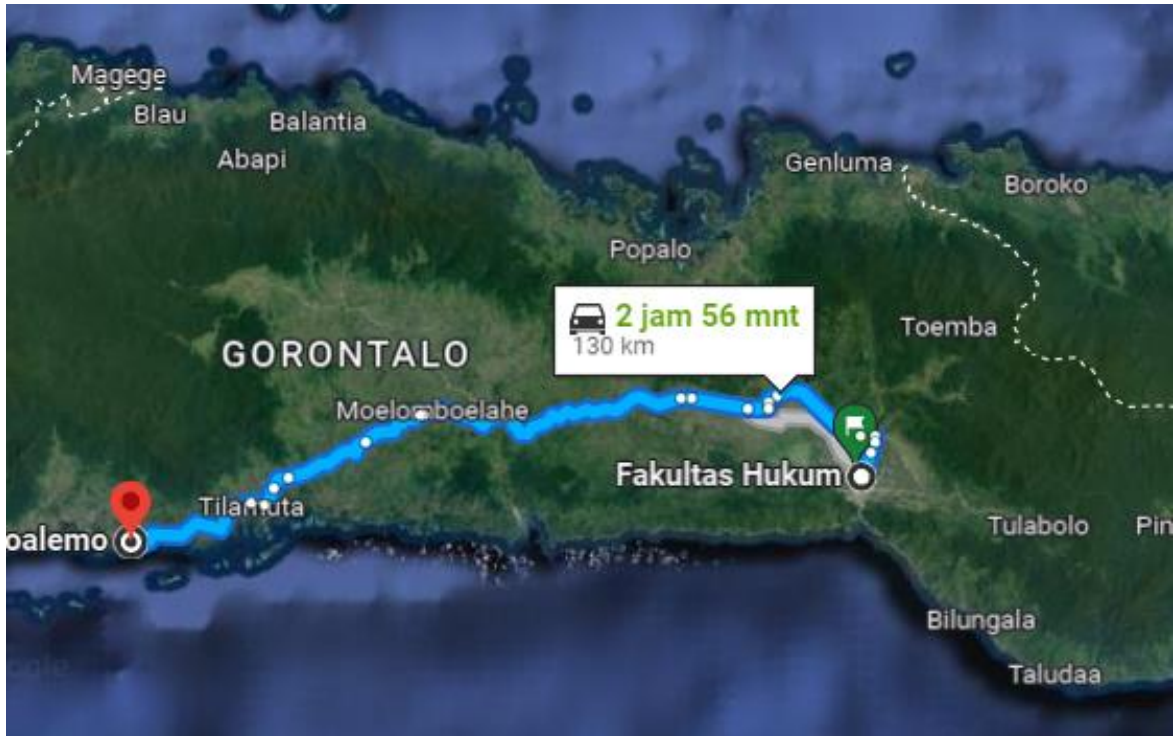 Magege
Blau
Balantia
Abapi
Genluma
Boroko
Popalo
2 jam 56 mnt
130 km
Toemba
GORONTALO
Moelomboelahe
Fakultas Hukum
Tilamuta
oalemo
Tulabolo
Pin
Bilungala
Taludaa